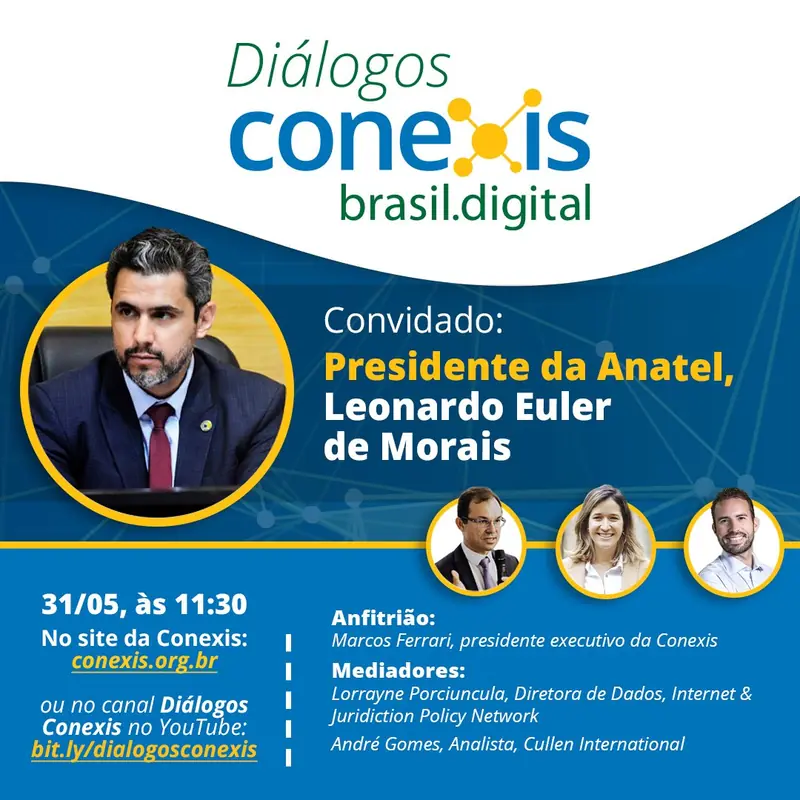 Diálogos
conexis
brasil.digital
Convidado:
Presidente da Anatel,
Leonardo Euler
de Morais
31/05, às 11:30
No site da Conexis:
conexis.org.br
ou no canal Diálogos
Conexis no YouTube:
bit.ly/dialogosconexis
Anfitrião:
Marcos Ferrari, presidente executivo da Conexis
Mediadores:
Lorrayne Porciuncula, Diretora de Dados, Internet &
Juridiction Policy Network
André Gomes, Analista, Cullen International